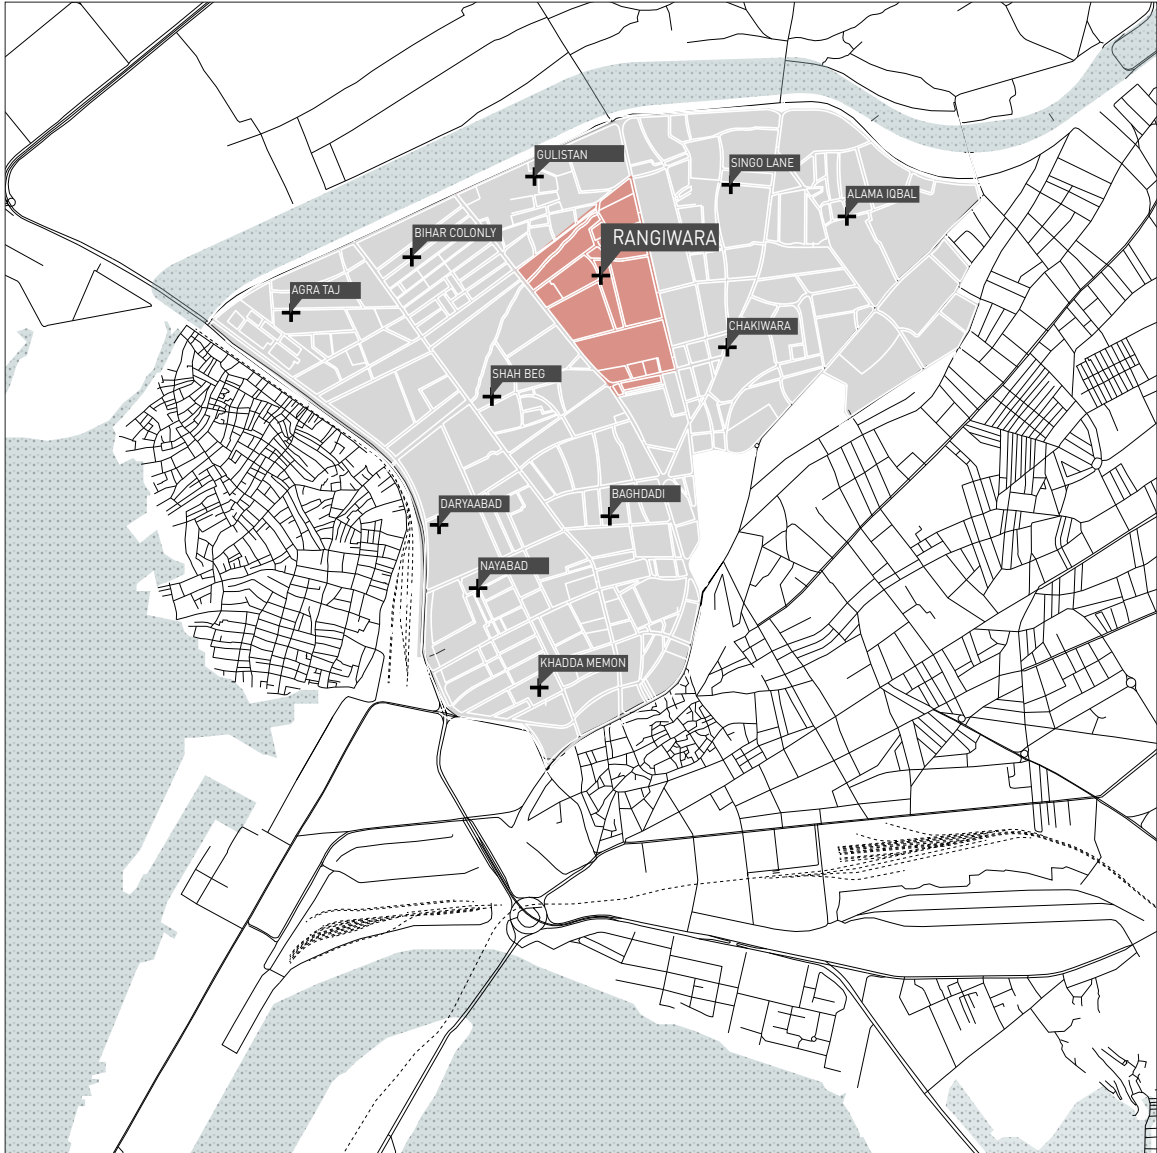 GULISTAN
SINGO LANE
ALAMA IQBAL
BIHAR COLONLY
RANGIWARA
AGRA TAJ
CHAKIWARA
SHAH BEG
BAGHDADI
DARYAABAD
NAYABAD
KHADDA MEMON